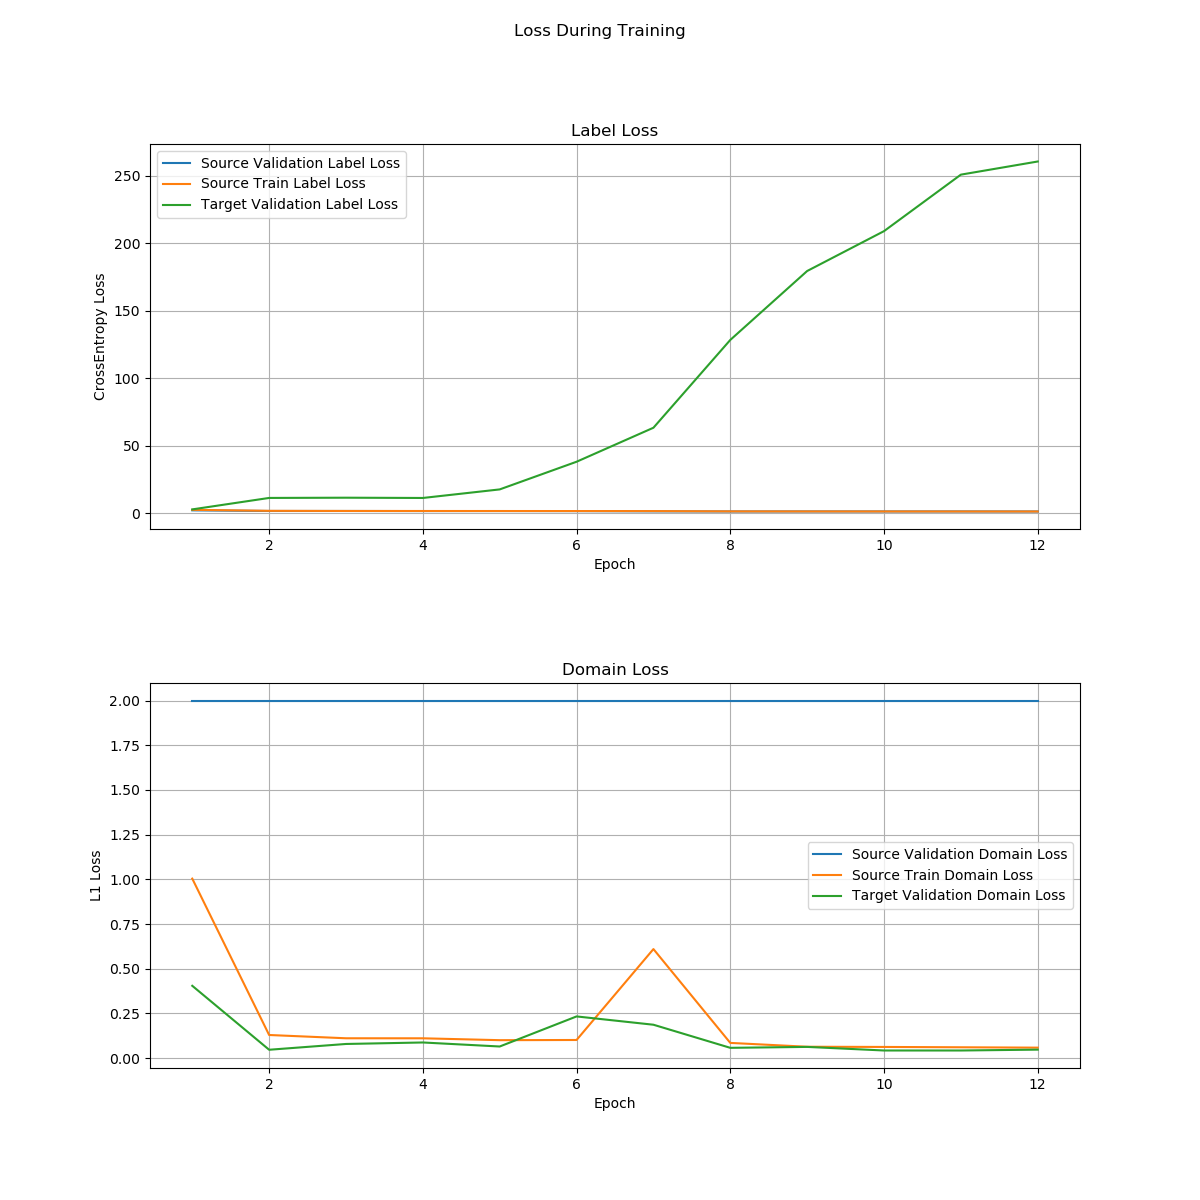 Loss During Training
Label Loss
Source Validation Label Loss
Source Train Label Loss
Target Validation Label Loss
CrossEntropy Loss
250
200
150
100
50
0
2 4 6 8 10 12
Epoch
Domain Loss
Source Validation Domain Loss
Source Train Domain Loss
Target Validation Domain Loss
L1 Loss
2.00
1.75
1.50
1.25
1.00
0.75
0.50
0.25
0.00
2 4 6 8 10 12
Epoch